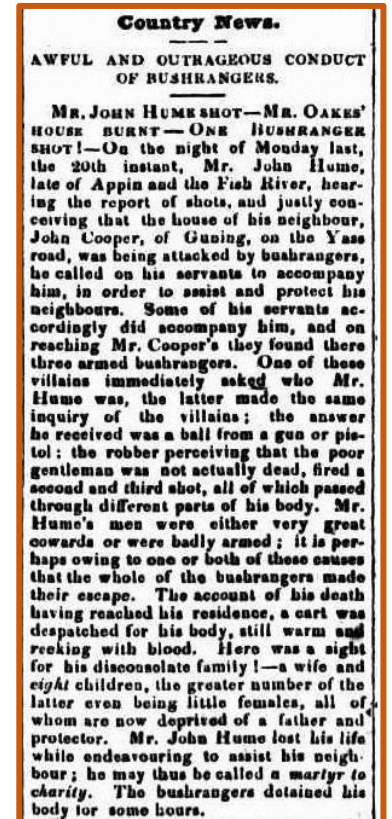 Country News.
AWFUL AND OUTRAGEOUS CONDUCT
OF BUSHRANGERS.
MR. JOHN HUME SHOT—MR. OAKES'
HOUSE BURNT—ONE BUSHRANGER
SHOT!—On the night of Monday last,
the 20th instant, Mr. John Hume,
late of Appin and the Fish River, hear-
ing the report of shots, and justly con-
ceiving that the house of his neighbour,
John Cooper, of Guning, on the Yass
road, was being attacked by bushrangers,
he called on his servants to accompany
him, in order to assist and protect his
neighbours. Some of his servants ac-
cordingly did accompany him, and on
reaching Mr. Cooper's they found there
three armed bushrangers. One of these
villains immediately asked who Mr.
Hume was, the latter made the same
inquiry of the villains; the answer
he received was a ball from a gun or pis-
tol: the robber perceiving that the poor
gentleman was not actually dead, fired a
second and third shot, all of which passed
through different parts of his body. Mr.
Hume's men were either very great
cowards or were badly armed; it is per-
haps owing to one or both of these causes
that the whole of the bushrangers made
their escape. The account of his death
having reached his residence, a cart was
despatched for his body, still warm and
reeking with blood. Here was a sight
for his disconsolate family!—a wife and
eight children, the greater number of the
latter even being little females, all of
whom are now deprived of a father and
protector. Mr. John Hume lost his life
while endeavouring to assist his neigh-
bour; he may thus be called a martyr to
charity. The bushrangers detained his
body for some hours.